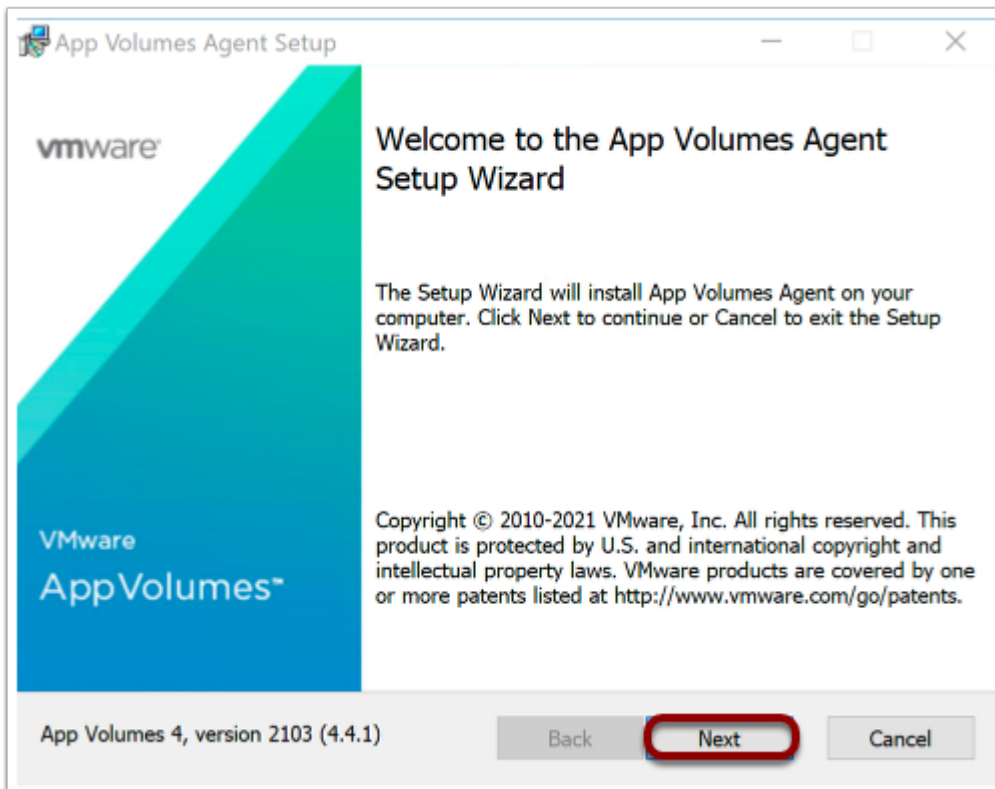 App Volumes Agent Setup
vmware®
Welcome to the App Volumes Agent
Setup Wizard
The Setup Wizard will install App Volumes Agent on your
computer. Click Next to continue or Cancel to exit the Setup
Wizard.
Copyright © 2010-2021 VMware, Inc. All rights reserved. This
product is protected by U.S. and international copyright and
intellectual property laws. VMware products are covered by one
or more patents listed at http://www.vmware.com/go/patents.
VMware
App Volumes™
App Volumes 4, version 2103 (4.4.1)
Back
Next
Cancel